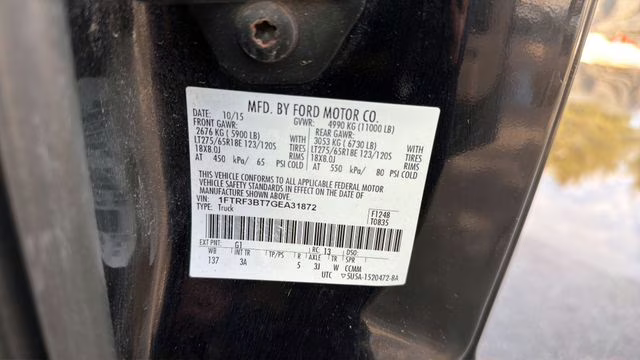 MFD. BY FORD MOTOR CO.
DATE: 10/15 GVWR: 4990 KG (11000 LB)
FRONT GAWR: REAR GAWR:
2676 KG ( 5900 LB) 3053 KG ( 6730 LB)
LT275/65R18E 123/120S TIRES LT275/65R18E 123/120S TIRES
18X8.0J RIMS 18X8.0J RIMS
AT 450 kPa/ 65 PSI COLD AT 550 kPa/ 80 PSI COLD
THIS VEHICLE CONFORMS TO ALL APPLICABLE FEDERAL MOTOR
VEHICLE SAFETY STANDARDS IN EFFECT ON THE DATE OF
MANUFACTURE SHOWN ABOVE.
VIN: 1FTRF3BT7GEA31872
TYPE: Truck
F1248
T0835
EXT PNT: G1 RC: 13 DSO:
WB INT TR TP/PS R AXLE TR SPR
137 3A 5 3J W CCMM
UTC ▽5U5A-1520472-BA